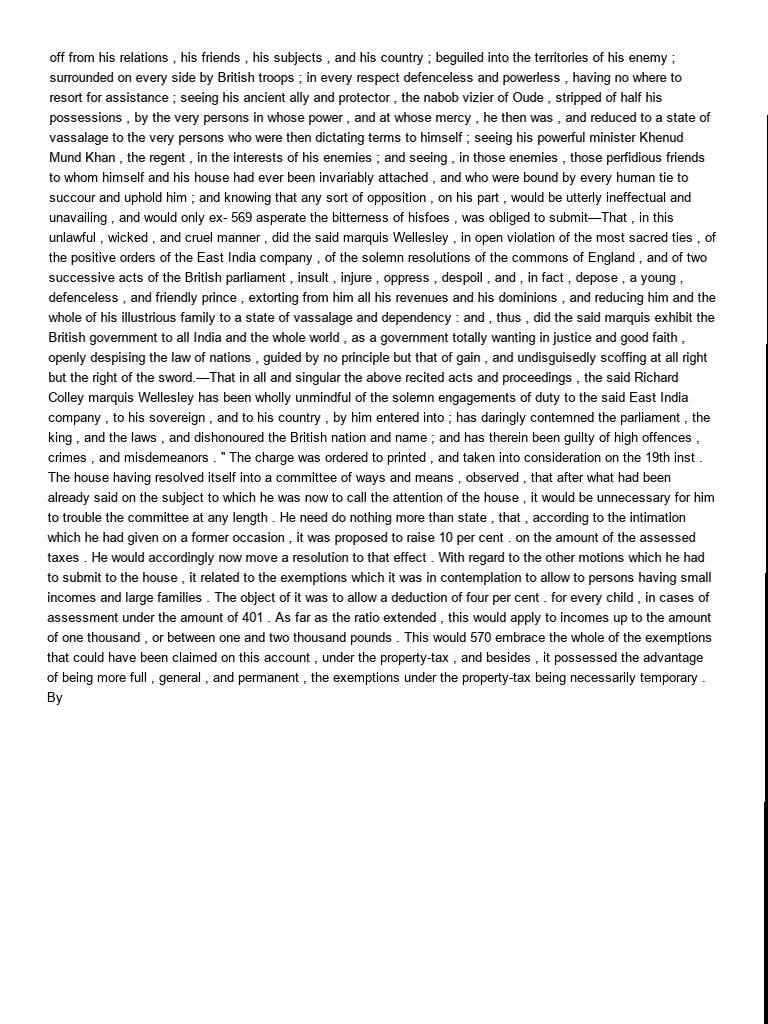 off from his relations , his friends , his subjects , and his country ; beguiled into the territories of his enemy ;
surrounded on every side by British troops ; in every respect defenceless and powerless , having no where to
resort for assistance ; seeing his ancient ally and protector , the nabob vizier of Oude , stripped of half his
possessions , by the very persons in whose power , and at whose mercy , he then was , and reduced to a state of
vassalage to the very persons who were then dictating terms to himself ; seeing his powerful minister Khenud
Mund Khan , the regent , in the interests of his enemies ; and seeing , in those enemies , those perfidious friends
to whom himself and his house had ever been invariably attached , and who were bound by every human tie to
succour and uphold him ; and knowing that any sort of opposition , on his part , would be utterly ineffectual and
unavailing , and would only ex- 569 asperate the bitterness of hisfoes , was obliged to submit—That , in this
unlawful , wicked , and cruel manner , did the said marquis Wellesley , in open violation of the most sacred ties , of
the positive orders of the East India company , of the solemn resolutions of the commons of England , and of two
successive acts of the British parliament , insult , injure , oppress , despoil , and , in fact , depose , a young ,
defenceless , and friendly prince , extorting from him all his revenues and his dominions , and reducing him and the
whole of his illustrious family to a state of vassalage and dependency : and , thus , did the said marquis exhibit the
British government to all India and the whole world , as a government totally wanting in justice and good faith ,
openly despising the law of nations , guided by no principle but that of gain , and undisguisedly scoffing at all right
but the right of the sword.—That in all and singular the above recited acts and proceedings , the said Richard
Colley marquis Wellesley has been wholly unmindful of the solemn engagements of duty to the said East India
company , to his sovereign , and to his country , by him entered into ; has daringly contemned the parliament , the
king , and the laws , and dishonoured the British nation and name ; and has therein been guilty of high offences ,
crimes , and misdemeanors . " The charge was ordered to printed , and taken into consideration on the 19th inst .
The house having resolved itself into a committee of ways and means , observed , that after what had been
already said on the subject to which he was now to call the attention of the house , it would be unnecessary for him
to trouble the committee at any length . He need do nothing more than state , that , according to the intimation
which he had given on a former occasion , it was proposed to raise 10 per cent . on the amount of the assessed
taxes . He would accordingly now move a resolution to that effect . With regard to the other motions which he had
to submit to the house , it related to the exemptions which it was in contemplation to allow to persons having small
incomes and large families . The object of it was to allow a deduction of four per cent . for every child , in cases of
assessment under the amount of 401 . As far as the ratio extended , this would apply to incomes up to the amount
of one thousand , or between one and two thousand pounds . This would 570 embrace the whole of the exemptions
that could have been claimed on this account , under the property-tax , and besides , it possessed the advantage
of being more full , general , and permanent , the exemptions under the property-tax being necessarily temporary .
By